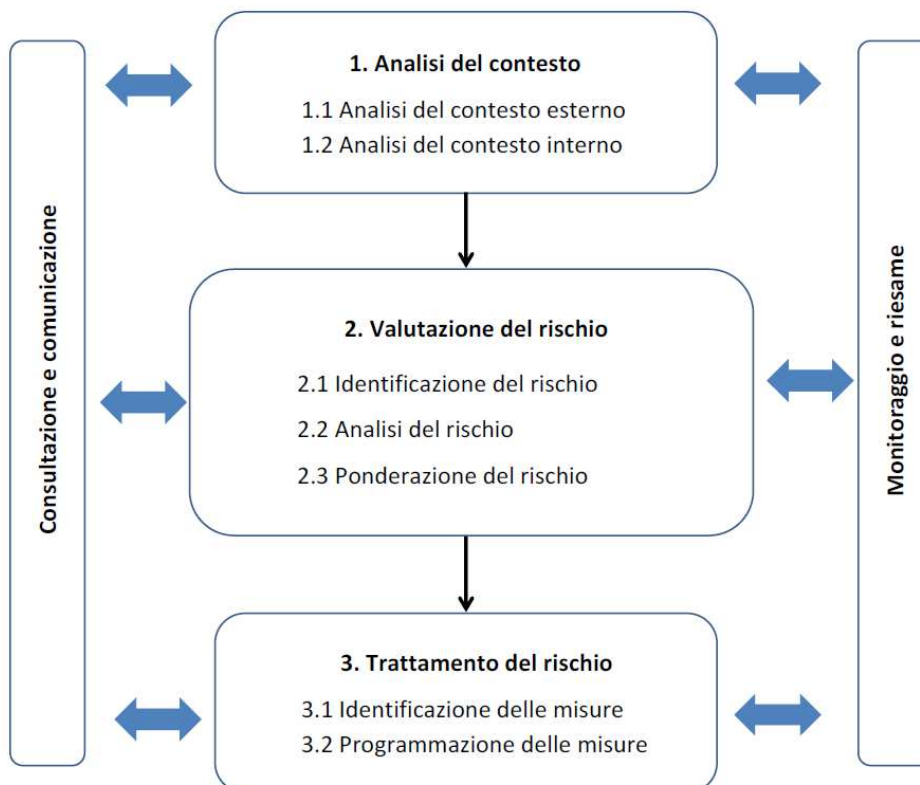 Consultazione e comunicazione
1. Analisi del contesto
1.1 Analisi del contesto esterno
1.2 Analisi del contesto interno
2. Valutazione del rischio
2.1 Identificazione del rischio
2.2 Analisi del rischio
2.3 Ponderazione del rischio
3. Trattamento del rischio
3.1 Identificazione delle misure
3.2 Programmazione delle misure
Monitoraggio e riesame